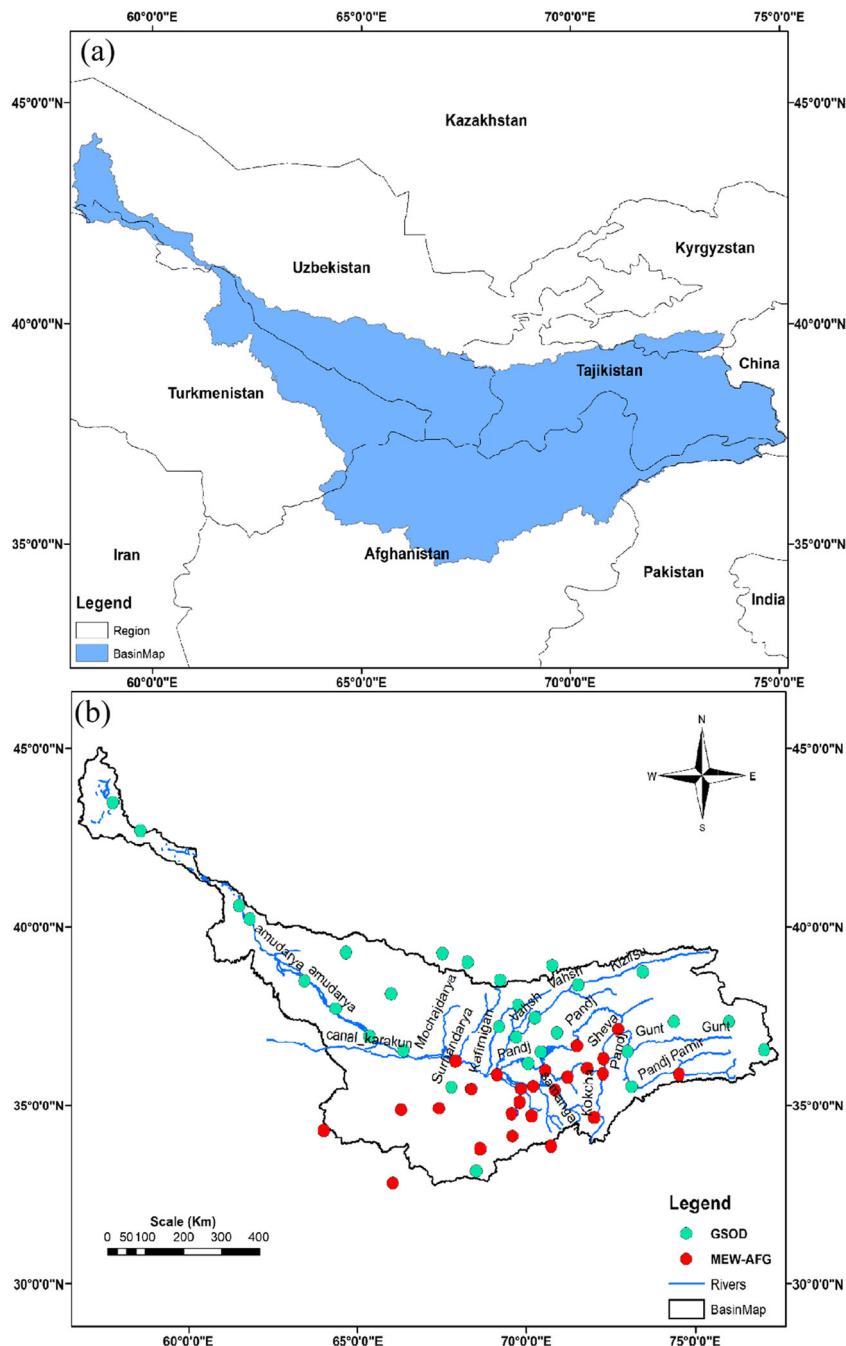 60°0'0"E 65°0'0"E 70°0'0"E 75°0'0"E
(a)
45°0'0"N 45°0'0"N
Kazakhstan
Kyrgyzstan
Uzbekistan
40°0'0"N 40°0'0"N
China
Tajikistan
Turkmenistan
35°0'0"N 35°0'0"N
Iran
Afghanistan
Pakistan
India
Legend
Region
BasinMap
60°0'0"E 65°0'0"E 70°0'0"E 75°0'0"E
(b)
N
W E
S
45°0'0"N 45°0'0"N
40°0'0"N 40°0'0"N
amudarya
amudarya
canal_karakun
Mochajdarya
Surhandarya
Kafirnigan
Vahsh
Vahsh
Kizilsu
Pandj
Pandj
Sheva
Pandj
Gunt
Gunt
Pandj
Pamir
Kokcha
35°0'0"N 35°0'0"N
Scale (Km)
0 50 100 200 300 400
Legend
GSOD
MEW-AFG
Rivers
BasinMap
30°0'0"N 30°0'0"N
60°0'0"E 65°0'0"E 70°0'0"E 75°0'0"E